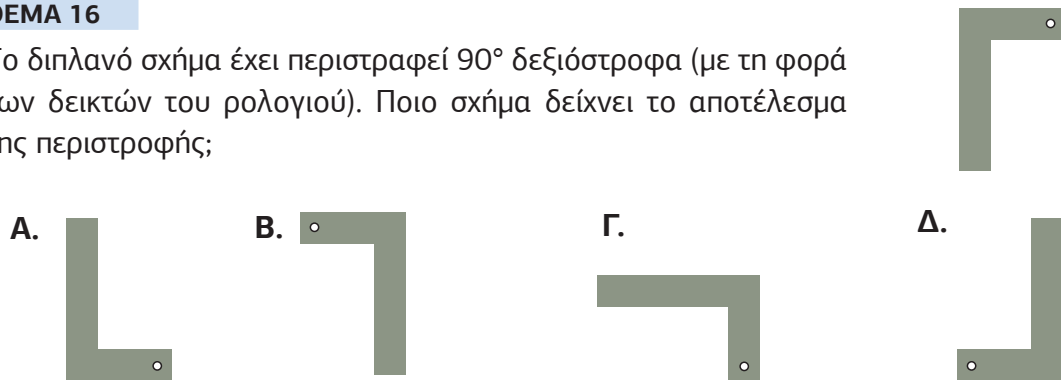 ΘΕΜΑ 16
Το διπλανό σχήμα έχει περιστραφεί 90° δεξιόστροφα (με τη φορά
των δεικτών του ρολογιού). Ποιο σχήμα δείχνει το αποτέλεσμα
της περιστροφής;
Α. Β. Γ. Δ.